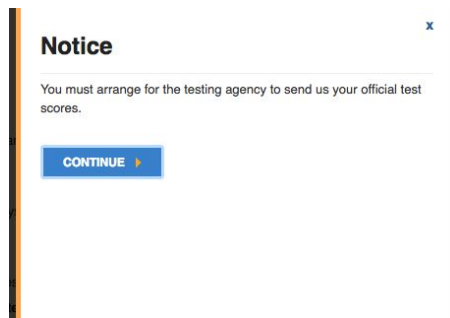 x
Notice
You must arrange for the testing agency to send us your official test
scores.
CONTINUE